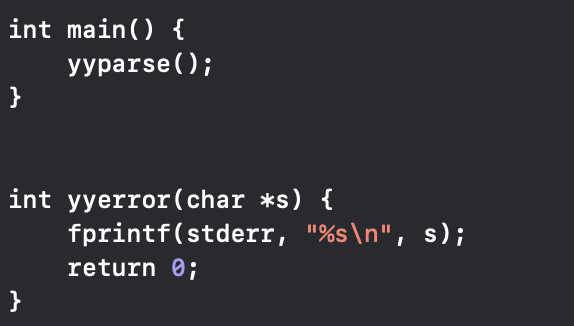 int main() {
    yyparse();
}
int yyerror(char *s) {
    fprintf(stderr, "%s\n", s);
    return 0;
}